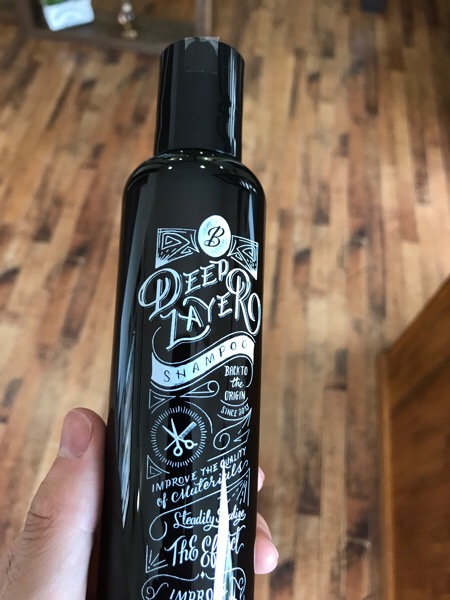 B
DEEP
LAYER
SHAMPOO
BACK TO
the
ORIGIN
SINCE
IMPROVE THE QUALITY
of Materials
Steadily
THE Effect